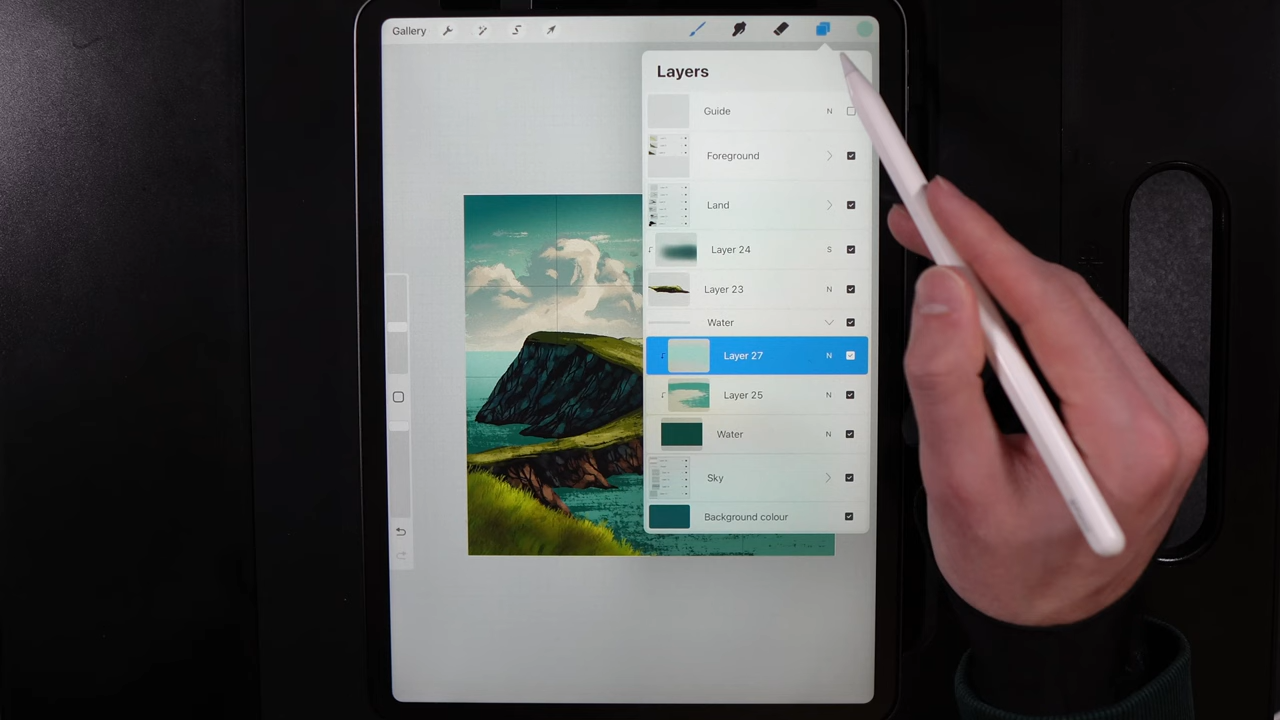 Gallery
Layers
Guide N
Foreground
Land
Layer 24 S
Layer 23 N
Water
Layer 27 N
Layer 25 N
Water N
Sky
Background colour